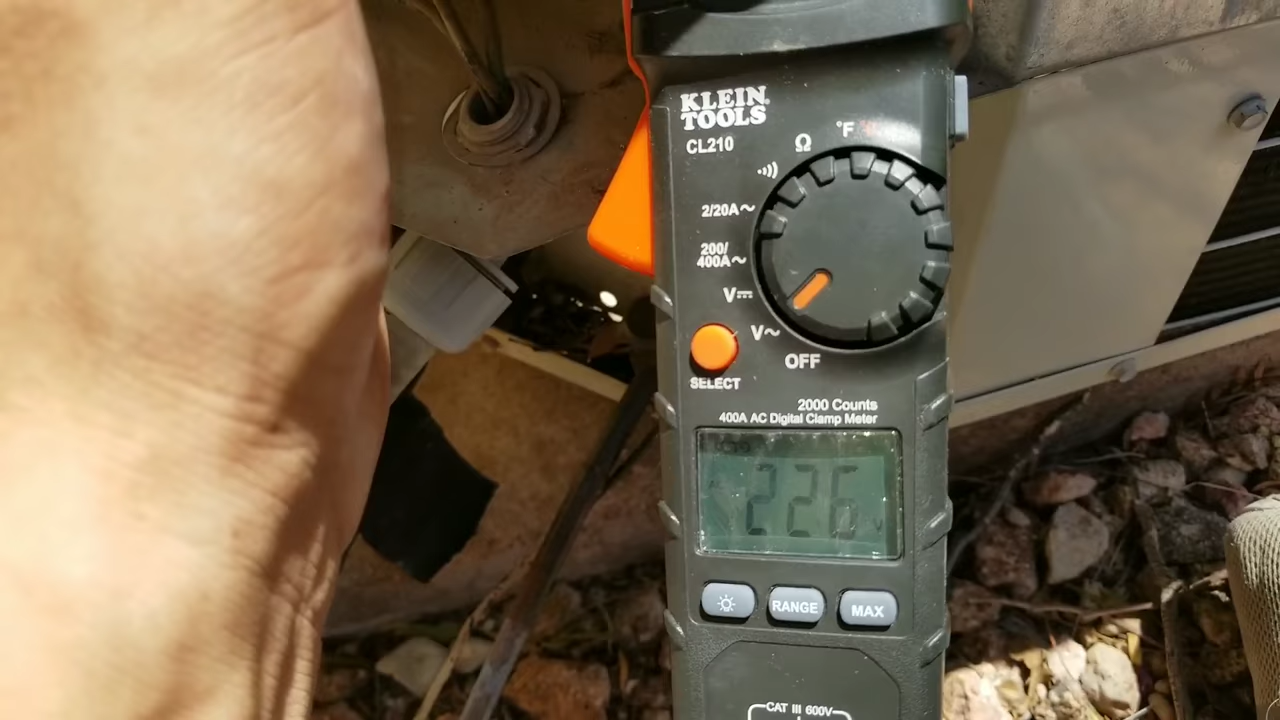 KLEIN
TOOLS
CL210
Ω
°F
2/20A~
200/
400A~
V⎓
V~
OFF
SELECT
2000 Counts
400A AC Digital Clamp Meter
226
V
RANGE
MAX
CAT III 600V